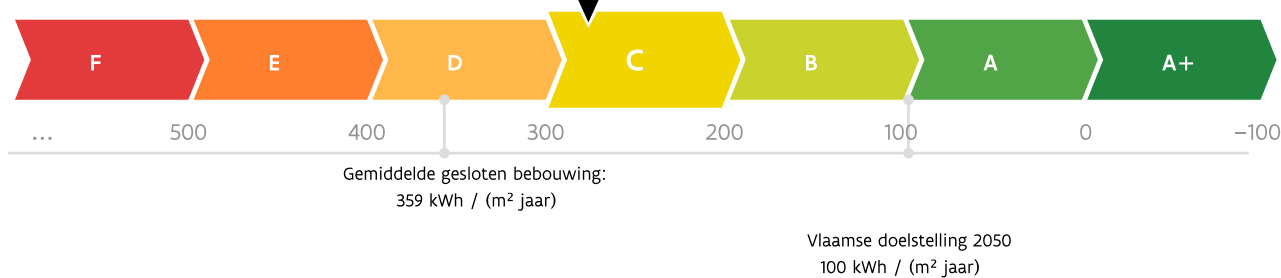 F E D C B A A+
... 500 400 300 200 100 0 −100
Gemiddelde gesloten bebouwing:
359 kWh / (m² jaar)
Vlaamse doelstelling 2050
100 kWh / (m² jaar)